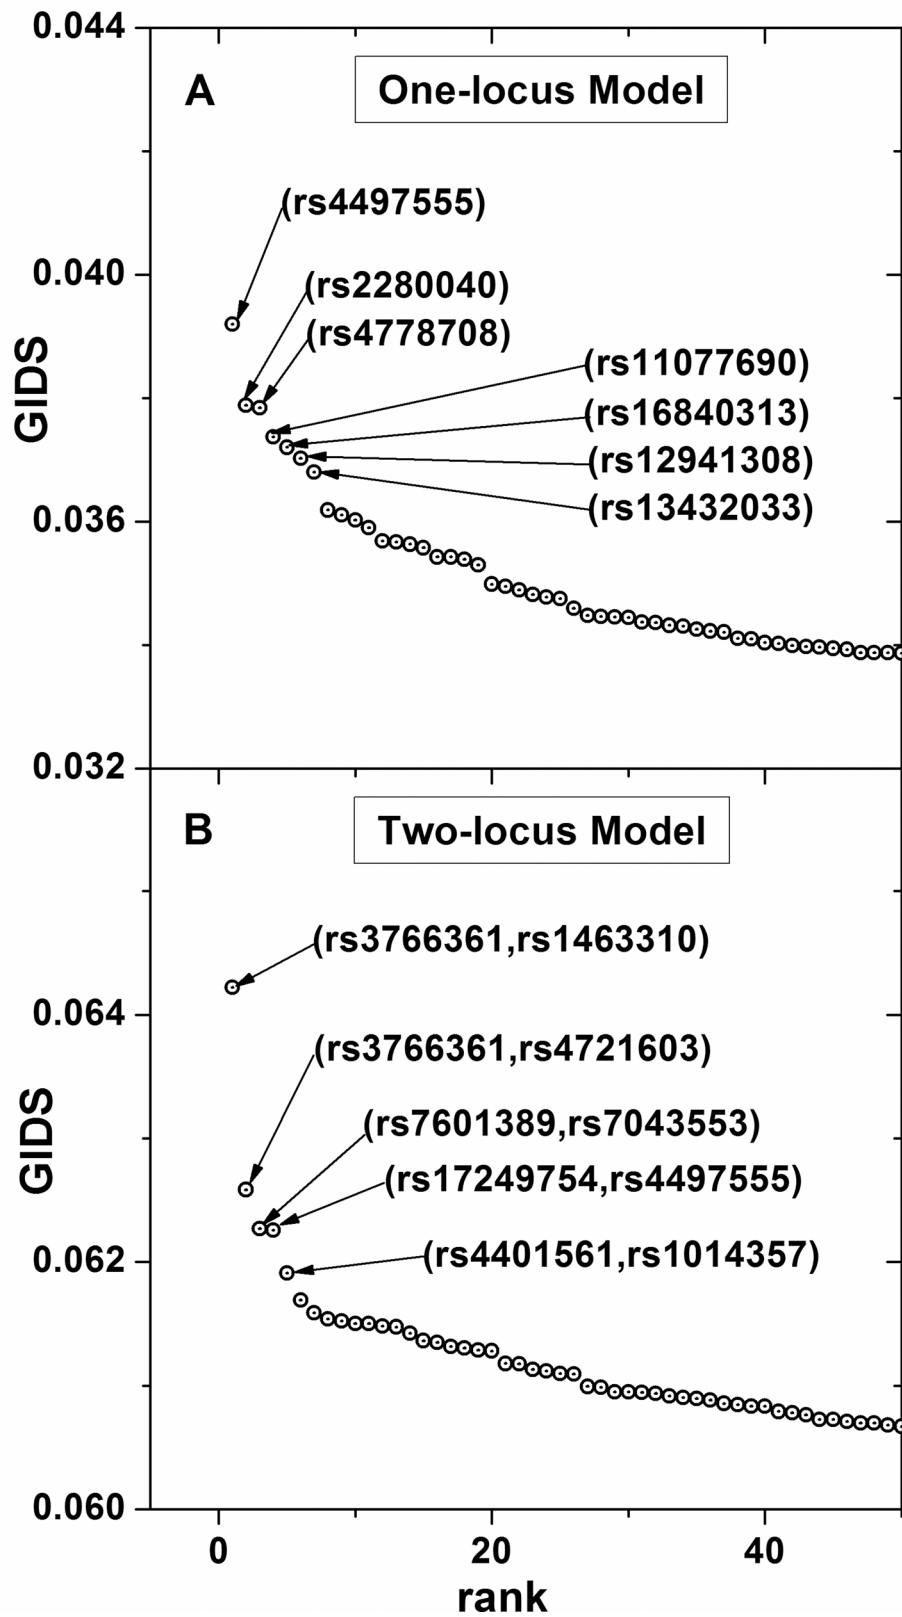 0.044
A
One-locus Model
(rs4497555)
0.040
(rs2280040)
(rs4778708)
(rs11077690)
GIDS
(rs16840313)
(rs12941308)
(rs13432033)
0.036
0.032
B
Two-locus Model
(rs3766361,rs1463310)
0.064
(rs3766361,rs4721603)
GIDS
(rs7601389,rs7043553)
(rs17249754,rs4497555)
(rs4401561,rs1014357)
0.062
0.060
0 20 40
rank